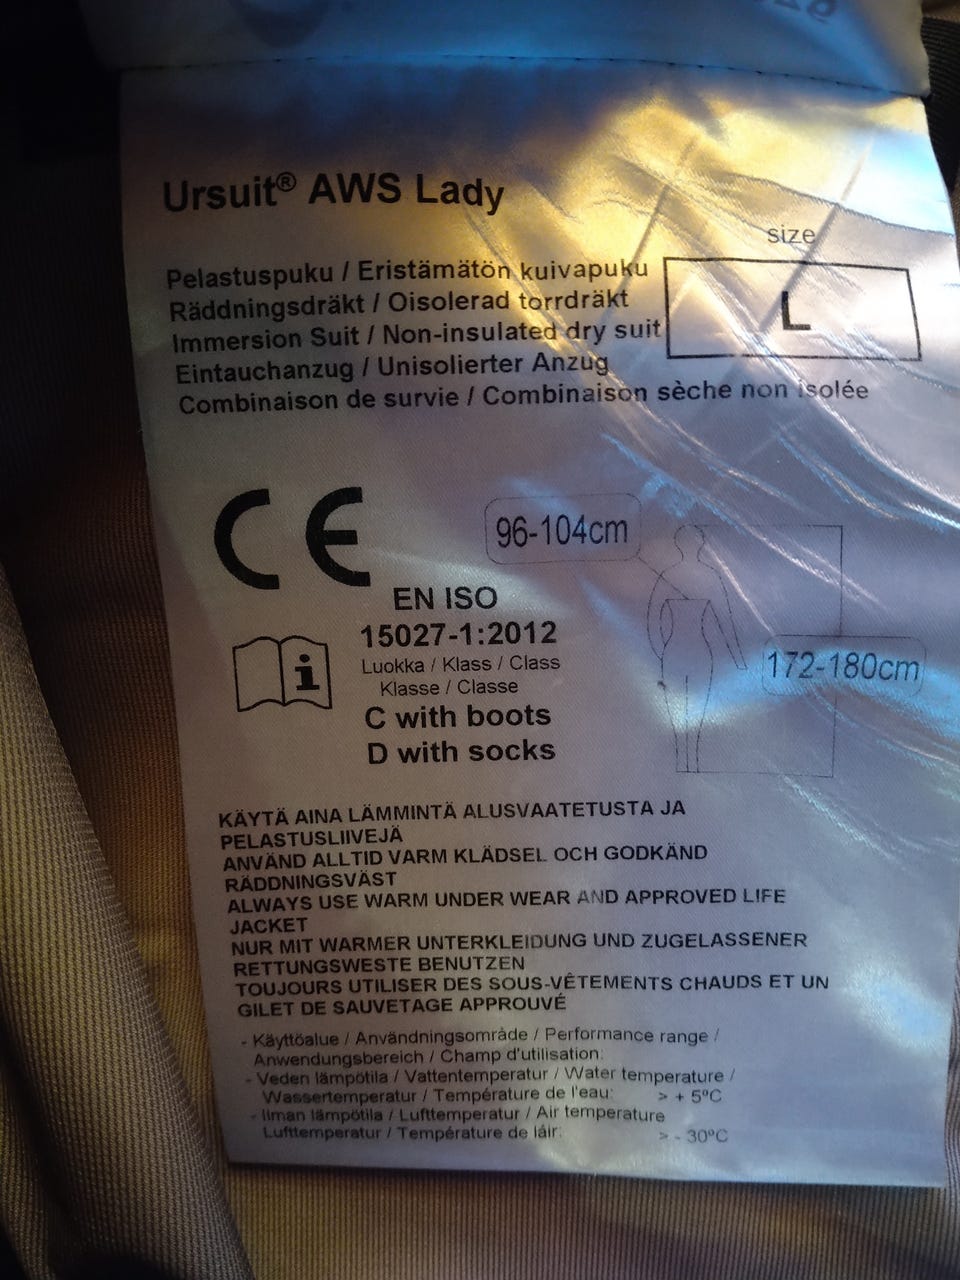 Ursuit® AWS Lady
size
L
Pelastuspuku / Eristämätön kuivapuku
Räddningsdräkt / Oisolerad torrdräkt
Immersion Suit / Non-insulated dry suit
Eintauchanzug / Unisolierter Anzug
Combinaison de survie / Combinaison sèche non isolée
CE
96-104cm
EN ISO
15027-1:2012
Luokka / Klass / Class
Klasse / Classe
C with boots
D with socks
i
172-180cm
KÄYTÄ AINA LÄMMINTÄ ALUSVAATETUSTA JA
PELASTUSLIIVEJÄ
ANVÄND ALLTID VARM KLÄDSEL OCH GODKÄND
RÄDDNINGSVÄST
ALWAYS USE WARM UNDER WEAR AND APPROVED LIFE
JACKET
NUR MIT WARMER UNTERKLEIDUNG UND ZUGELASSENER
RETTUNGSWESTE BENUTZEN
TOUJOURS UTILISER DES SOUS-VÊTEMENTS CHAUDS ET UN
GILET DE SAUVETAGE APPROUVÉ
- Käyttöalue / Användningsområde / Performance range /
Anwendungsbereich / Champ d'utilisation:
- Veden lämpötila / Vattentemperatur / Water temperature /
Wassertemperatur / Température de l'eau: > + 5ºC
- Ilman lämpötila / Lufttemperatur / Air temperature
Lufttemperatur / Température de láir: > - 30ºC